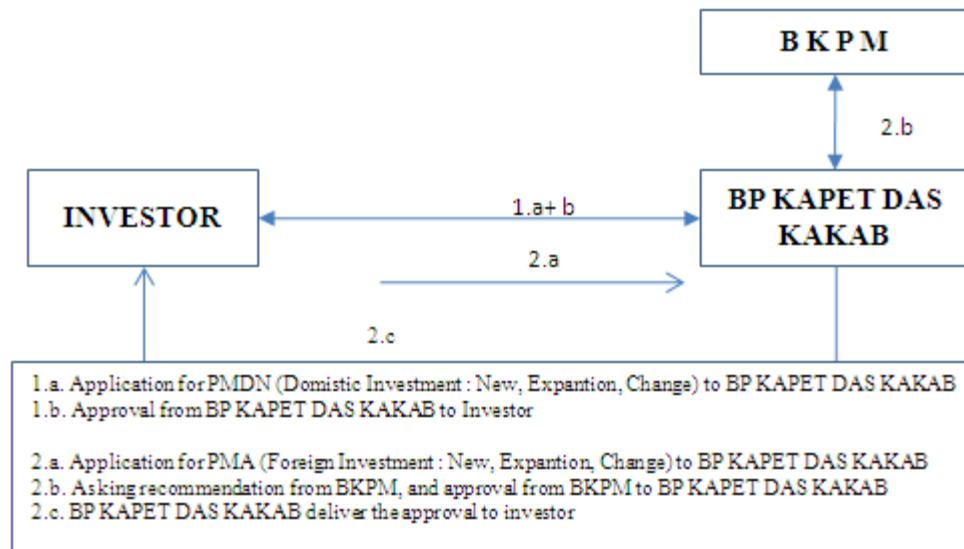 B K P M
2.b
INVESTOR
1.a+ b
BP KAPET DAS
KAKAB
2.a
2.c
1.a. Application for PMDN (Domistic Investment : New, Expantion, Change) to BP KAPET DAS KAKAB
1.b. Approval from BP KAPET DAS KAKAB to Investor
2.a. Application for PMA (Foreign Investment : New, Expantion, Change) to BP KAPET DAS KAKAB
2.b. Asking recommendation from BKPM, and approval from BKPM to BP KAPET DAS KAKAB
2.c. BP KAPET DAS KAKAB deliver the approval to investor